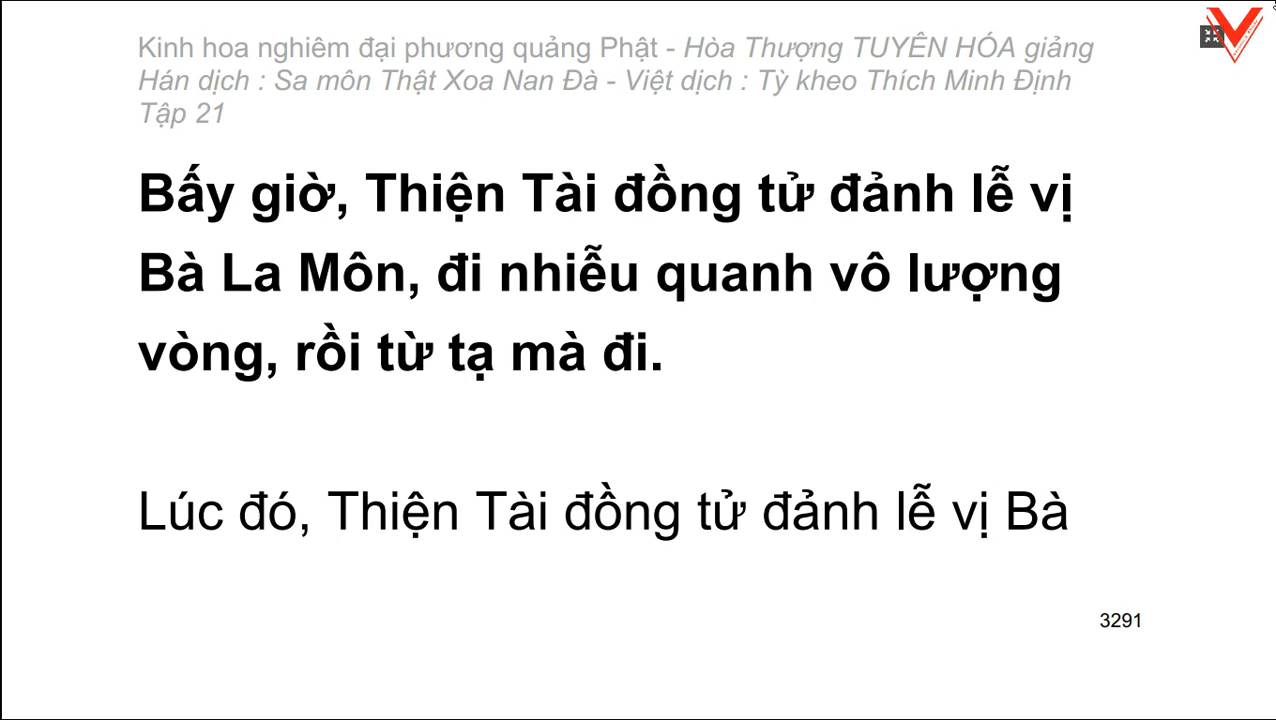 Kinh hoa nghiêm đại phương quảng Phật - Hòa Thượng TUYÊN HÓA giảng
Hán dịch : Sa môn Thật Xoa Nan Đà - Việt dịch : Tỳ kheo Thích Minh Định
Tập 21
Bấy giờ, Thiện Tài đồng tử đảnh lễ vị
Bà La Môn, đi nhiễu quanh vô lượng
vòng, rồi từ tạ mà đi.
Lúc đó, Thiện Tài đồng tử đảnh lễ vị Bà
3291